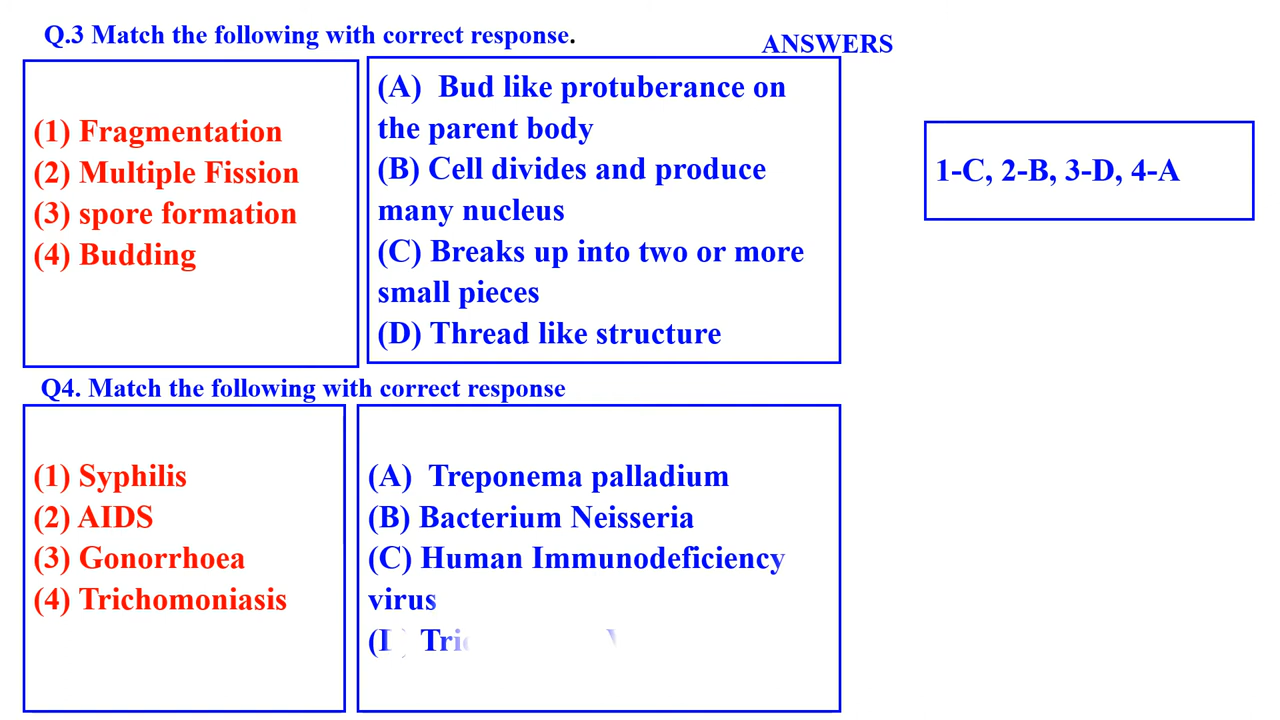 Q.3 Match the following with correct response.
ANSWERS
(1) Fragmentation
(2) Multiple Fission
(3) spore formation
(4) Budding
(A) Bud like protuberance on
the parent body
(B) Cell divides and produce
many nucleus
(C) Breaks up into two or more
small pieces
(D) Thread like structure
1-C, 2-B, 3-D, 4-A
Q4. Match the following with correct response
(1) Syphilis
(2) AIDS
(3) Gonorrhoea
(4) Trichomoniasis
(A) Treponema palladium
(B) Bacterium Neisseria
(C) Human Immunodeficiency
virus